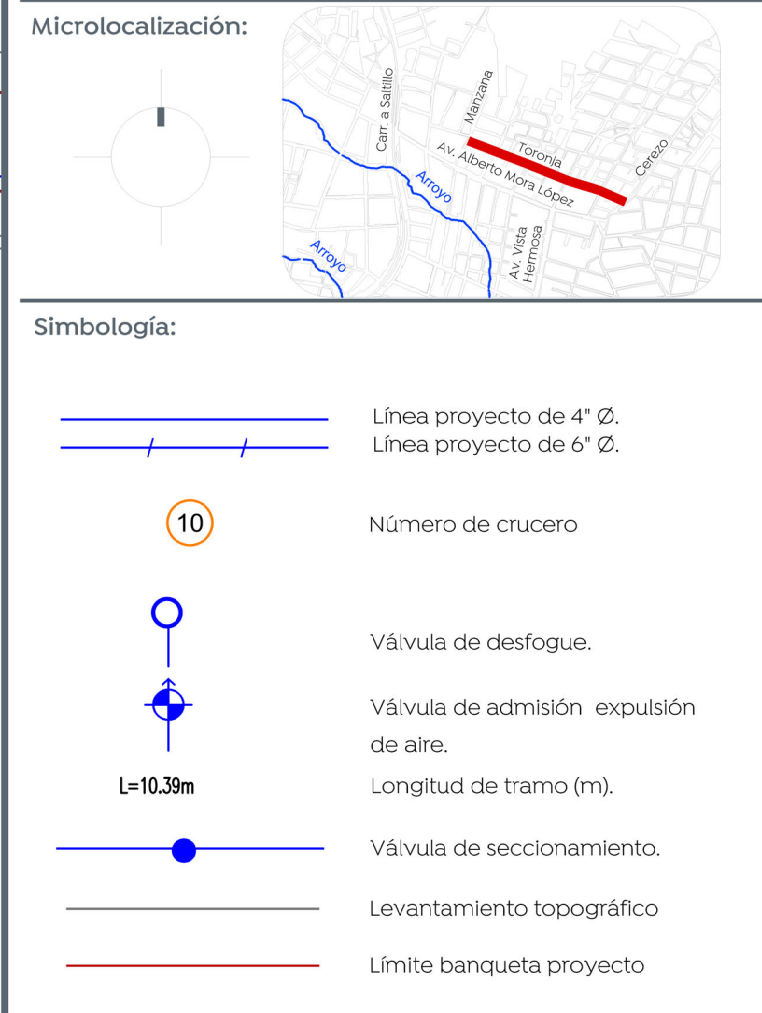 Microlocalización:
Carr. a Saltillo
Manzana
Toronja
Cerezo
Av. Alberto Mora López
Arroyo
Av. Vista
Hermosa
Arroyo
Simbología:
Línea proyecto de 4" Ø.
Línea proyecto de 6" Ø.
10
Número de crucero
Válvula de desfogue.
Válvula de admisión expulsión
de aire.
L=10.39m
Longitud de tramo (m).
Válvula de seccionamiento.
Levantamiento topográfico
Límite banqueta proyecto